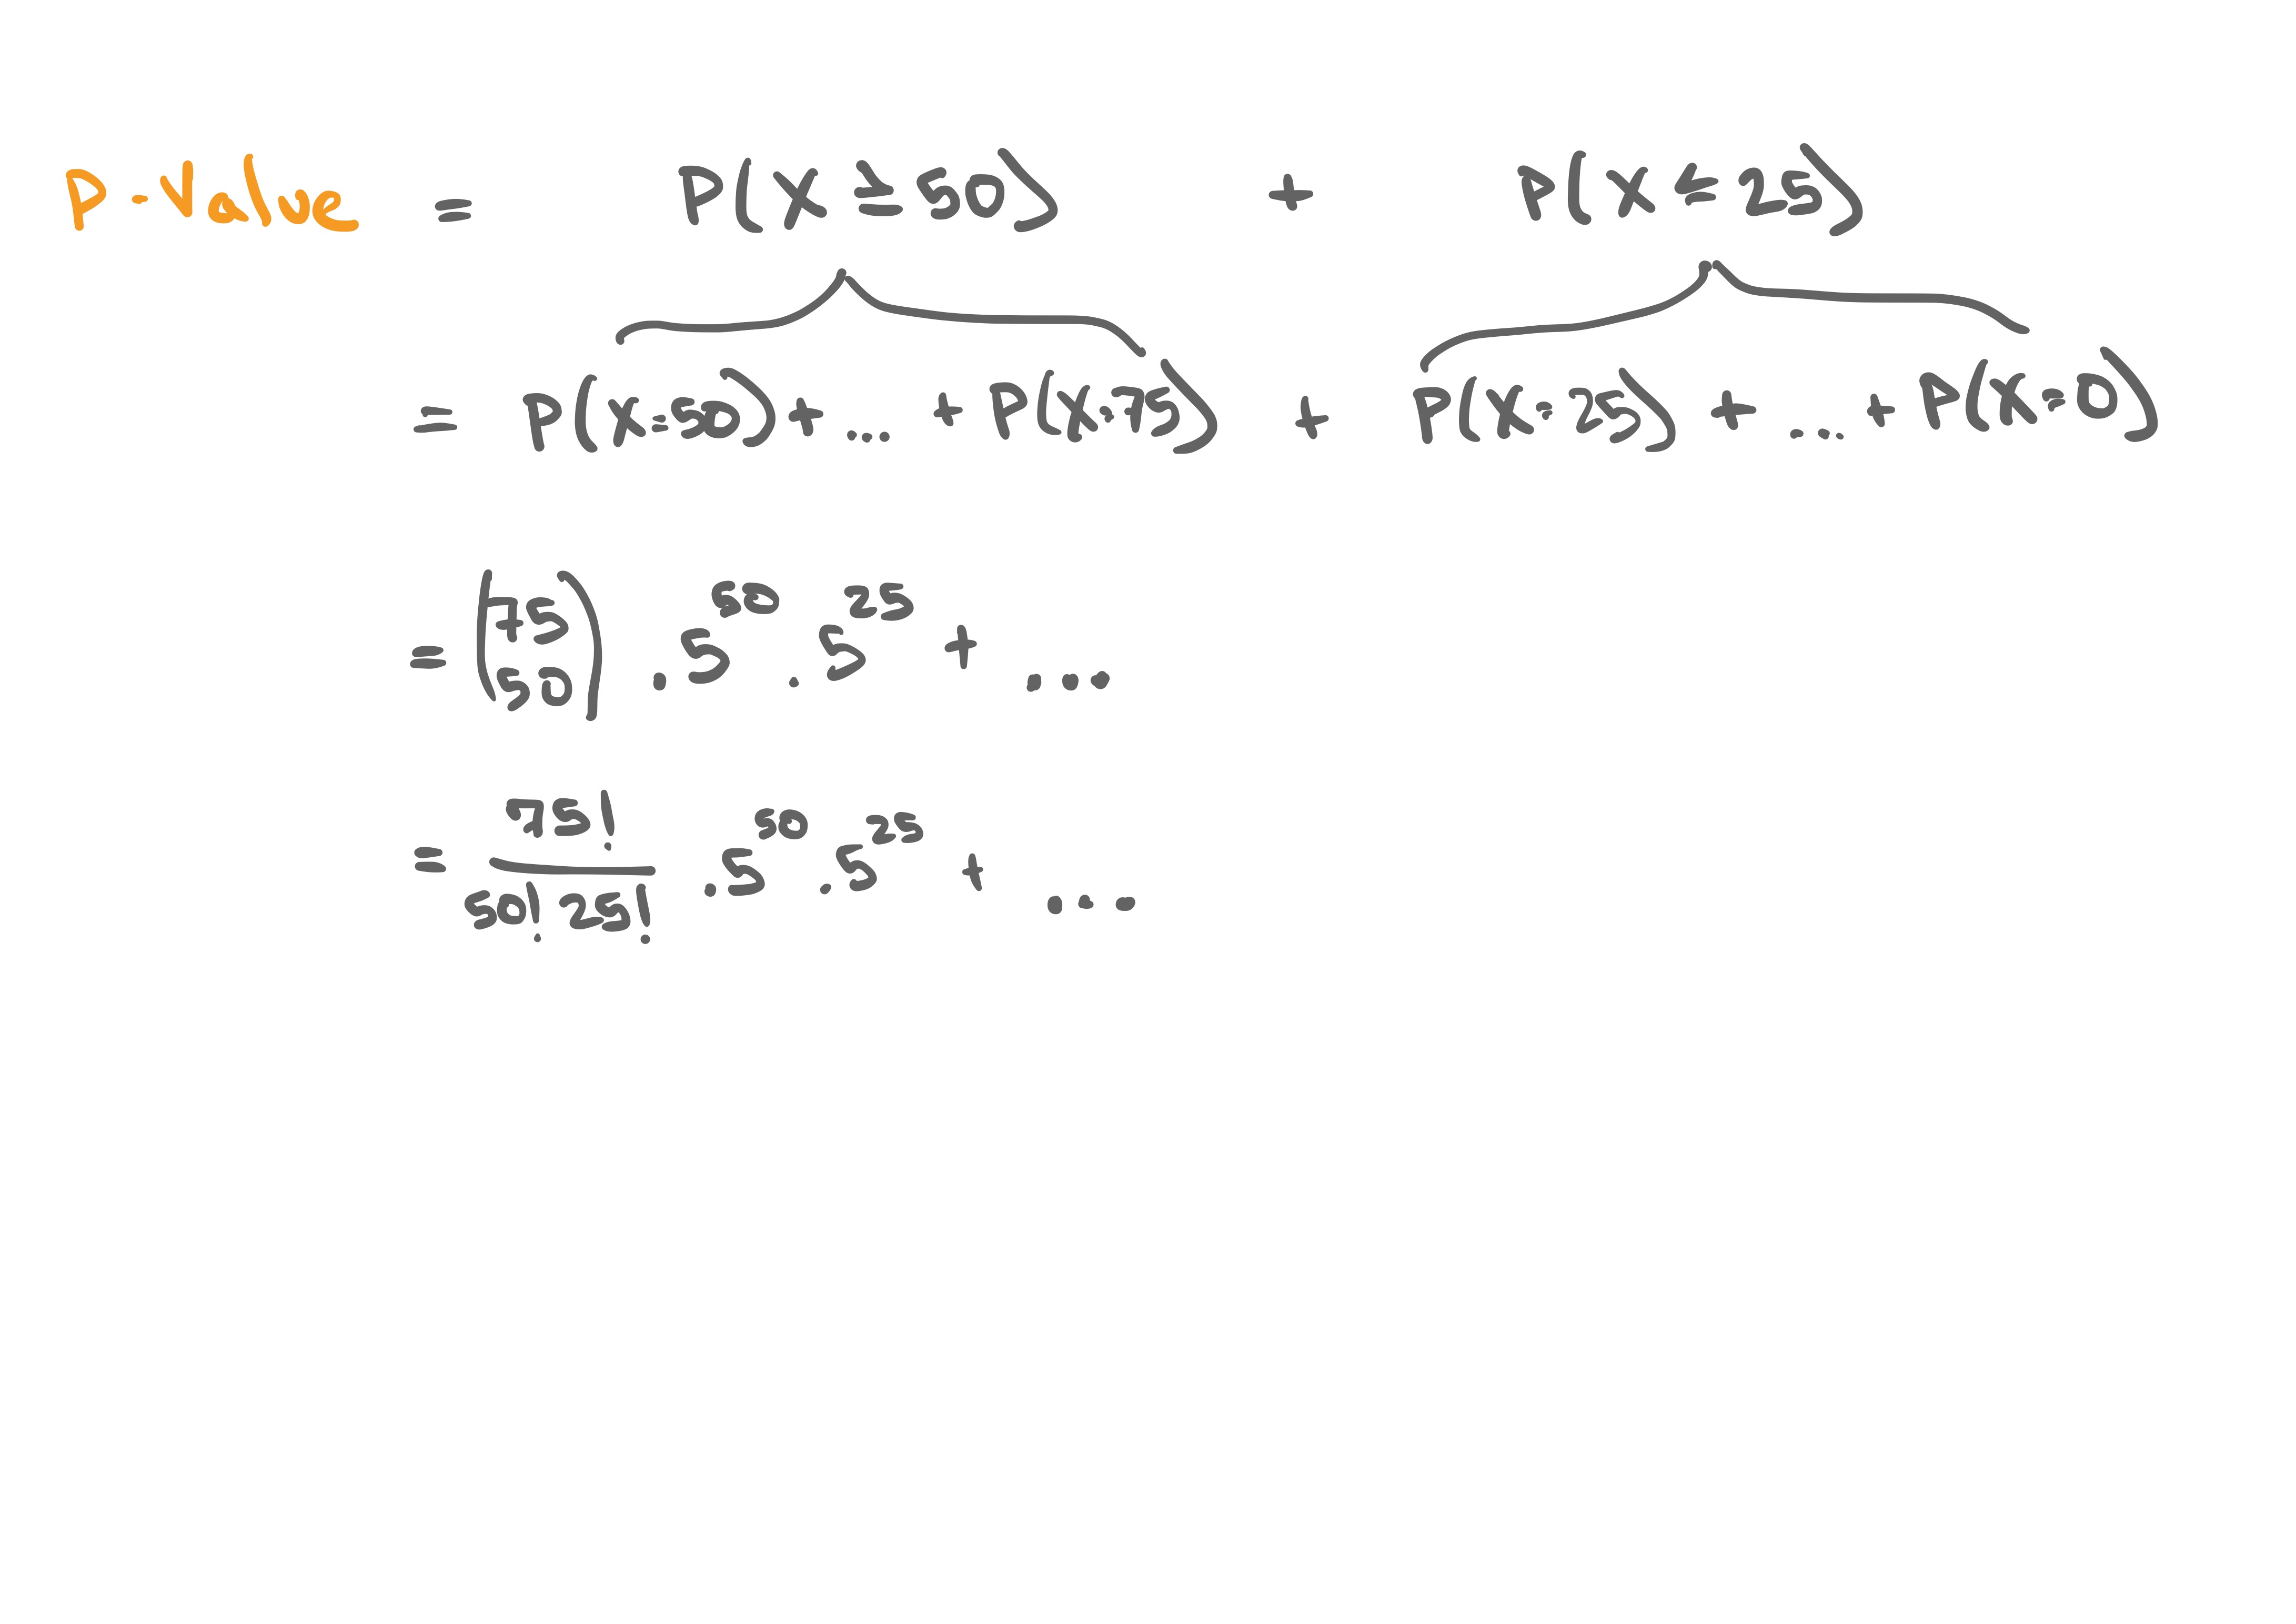 P-Value = P(X ≥ 50) + P(X ≤ 25)
= P(X=50) + ... + P(X=75) + P(X=25) + ... + P(X=0)
= (75 50) .5^50 .5^25 + ...
= 75! / 50! 25! .5^50 .5^25 + ...